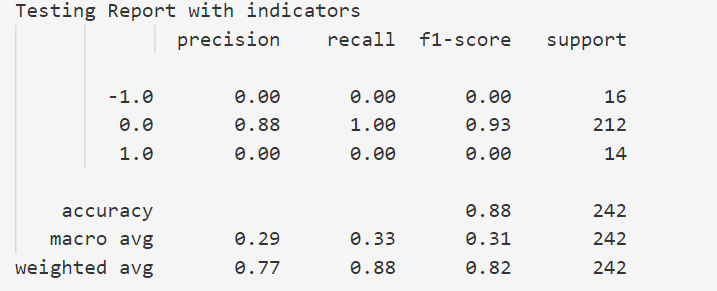 Testing Report with indicators
precision recall f1-score support
-1.0 0.00 0.00 0.00 16
0.0 0.88 1.00 0.93 212
1.0 0.00 0.00 0.00 14
accuracy 0.88 242
macro avg 0.29 0.33 0.31 242
weighted avg 0.77 0.88 0.82 242